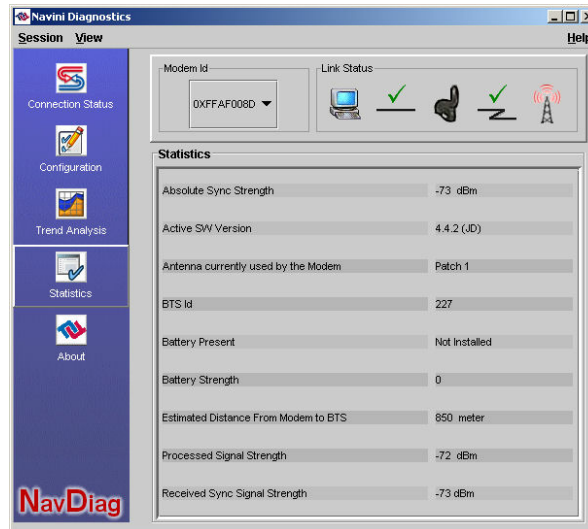 Navini Diagnostics
Session View Help
Modem Id
0XFFAF008D
Link Status
Connection Status
Configuration
Trend Analysis
Statistics
About
NavDiag
Statistics
Absolute Sync Strength -73 dBm
Active SW Version 4.4.2 (JD)
Antenna currently used by the Modem Patch 1
BTS Id 227
Battery Present Not Installed
Battery Strength 0
Estimated Distance From Modem to BTS 850 meter
Processed Signal Strength -72 dBm
Received Sync Signal Strength -73 dBm